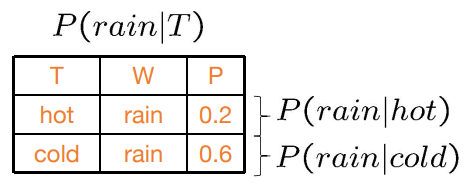 P(rain|T)
T W P
hot rain 0.2 P(rain|hot)
cold rain 0.6 P(rain|cold)